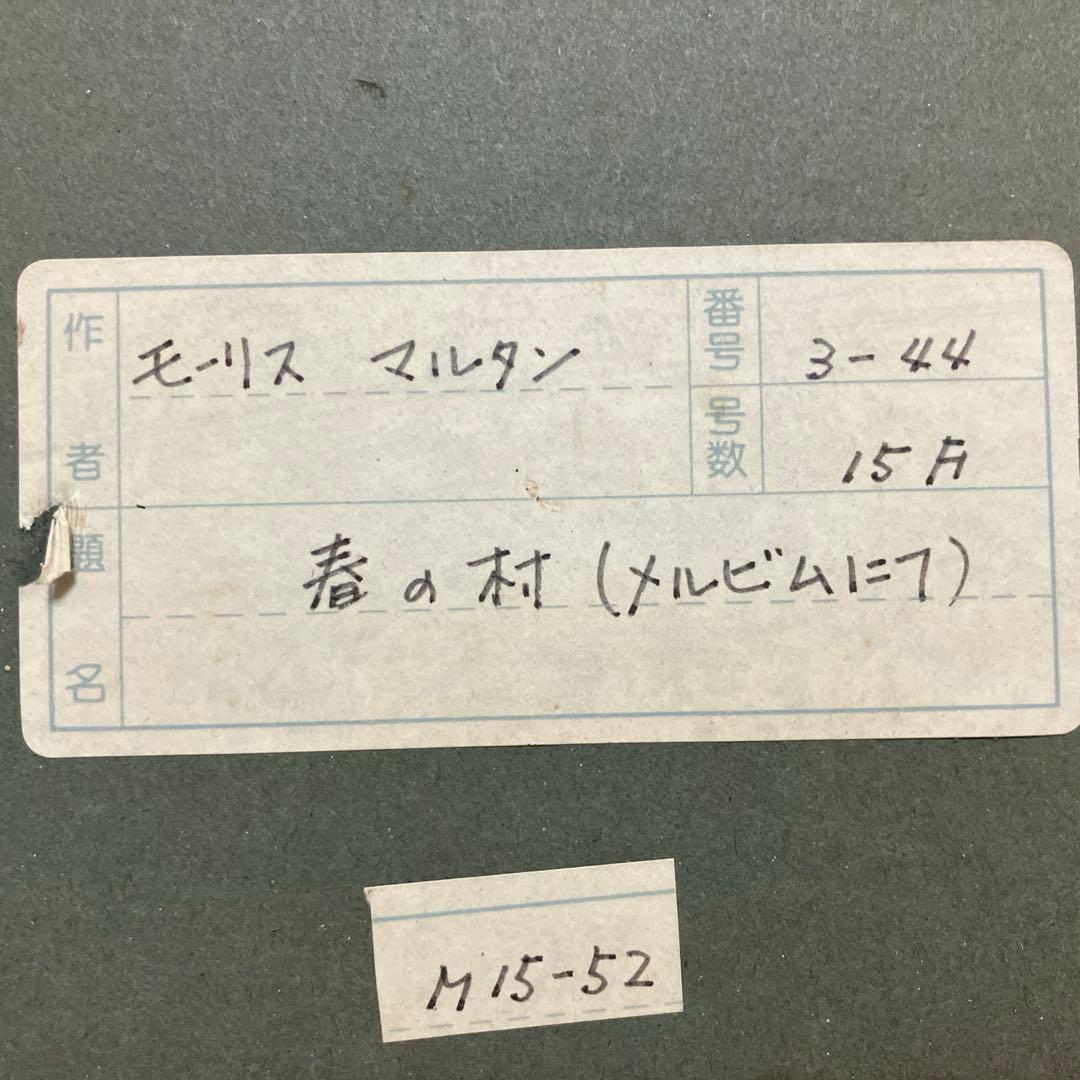 作者 モーリス マルタン
番号 3-44
号数 15F
題名 春の村(メルビムにて)
M15-52